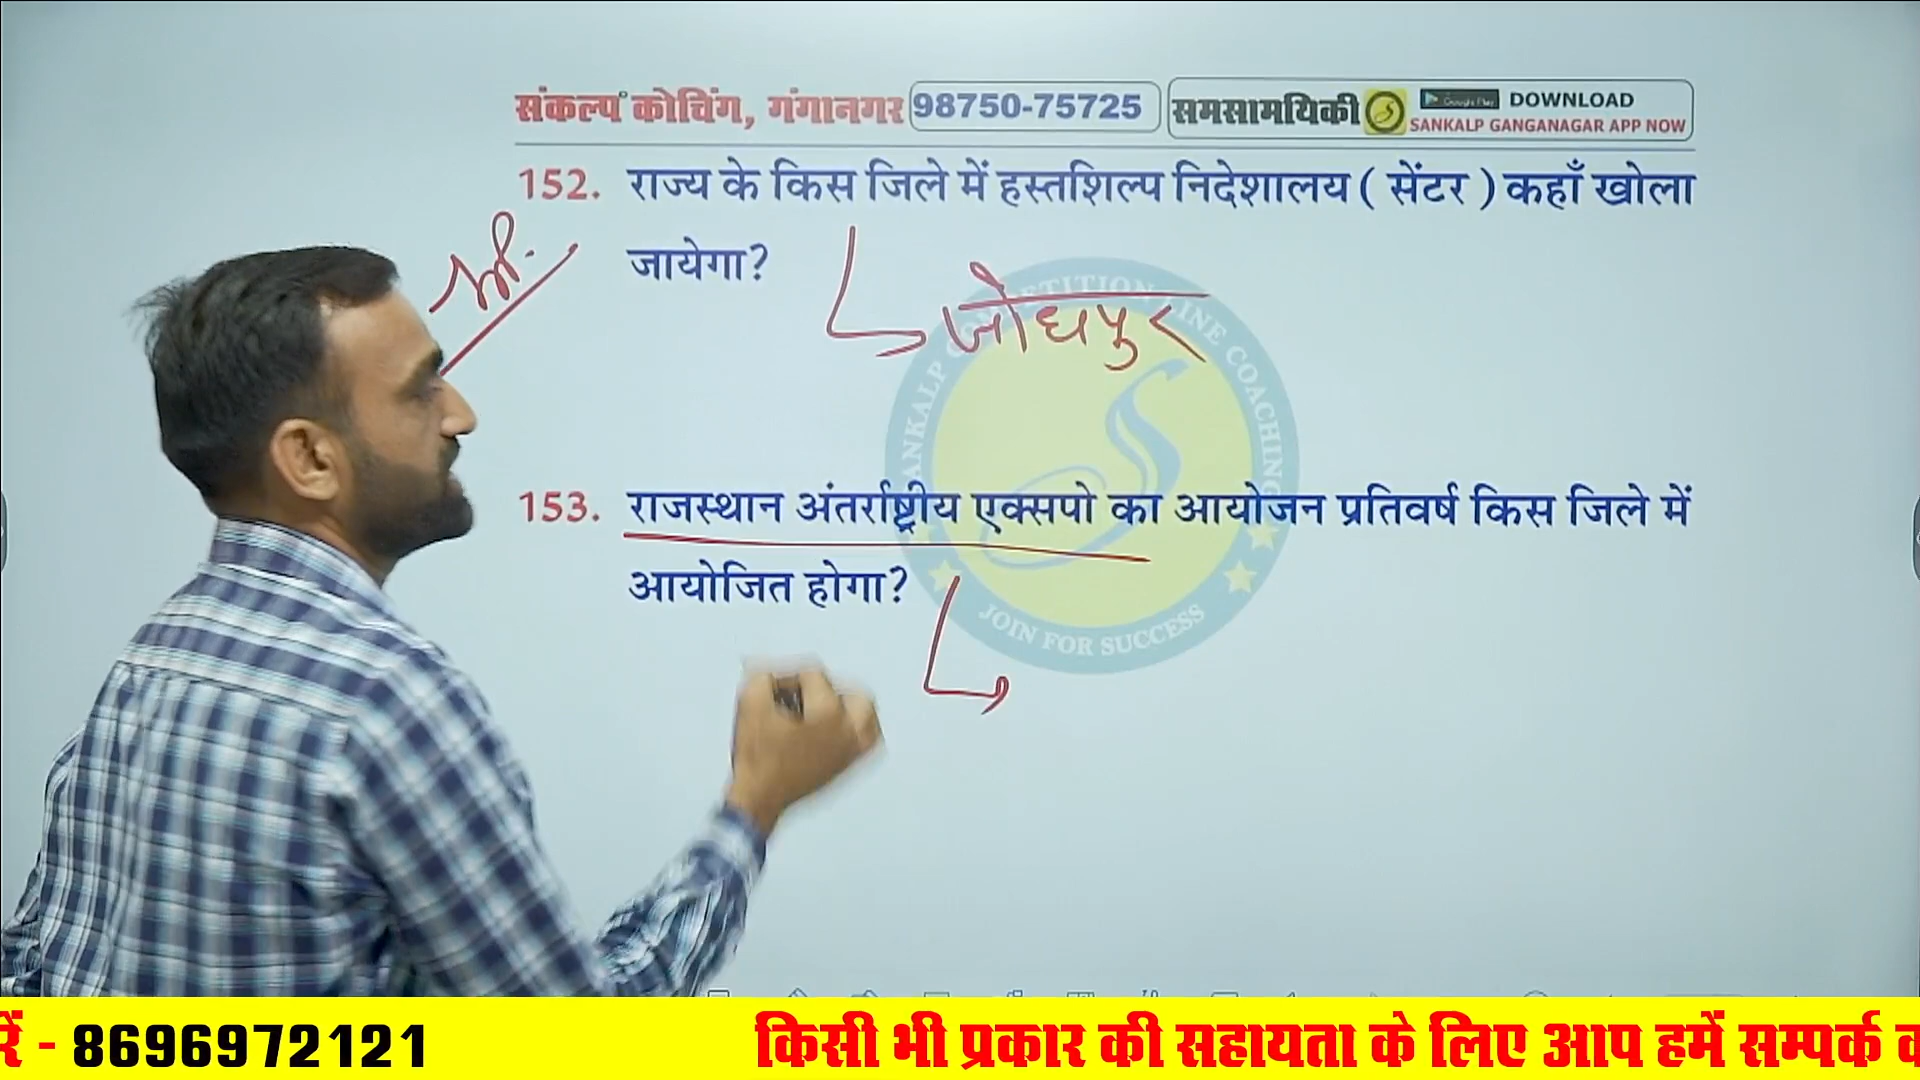 संकल्प कोचिंग, गंगानगर 98750-75725 समसामयिकी Google Play DOWNLOAD
SANKALP GANGANAGAR APP NOW
152. राज्य के किस जिले में हस्तशिल्प निदेशालय ( सेंटर ) कहाँ खोला
जायेगा?
जोधपुर
153. राजस्थान अंतर्राष्ट्रीय एक्सपो का आयोजन प्रतिवर्ष किस जिले में
आयोजित होगा?
JOIN FOR SUCCESS
रें - 8696972121 किसी भी प्रकार की सहायता के लिए आप हमें सम्पर्क क